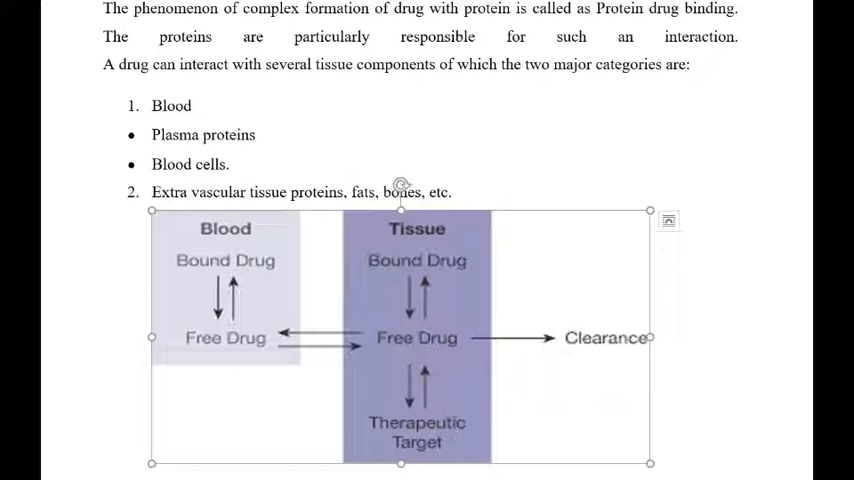 The phenomenon of complex formation of drug with protein is called as Protein drug binding.
The proteins are particularly responsible for such an interaction.
A drug can interact with several tissue components of which the two major categories are:
1. Blood
• Plasma proteins
• Blood cells.
2. Extra vascular tissue proteins, fats, bones, etc.
Blood Tissue
Bound Drug Bound Drug
Free Drug Free Drug Clearance
Therapeutic
Target